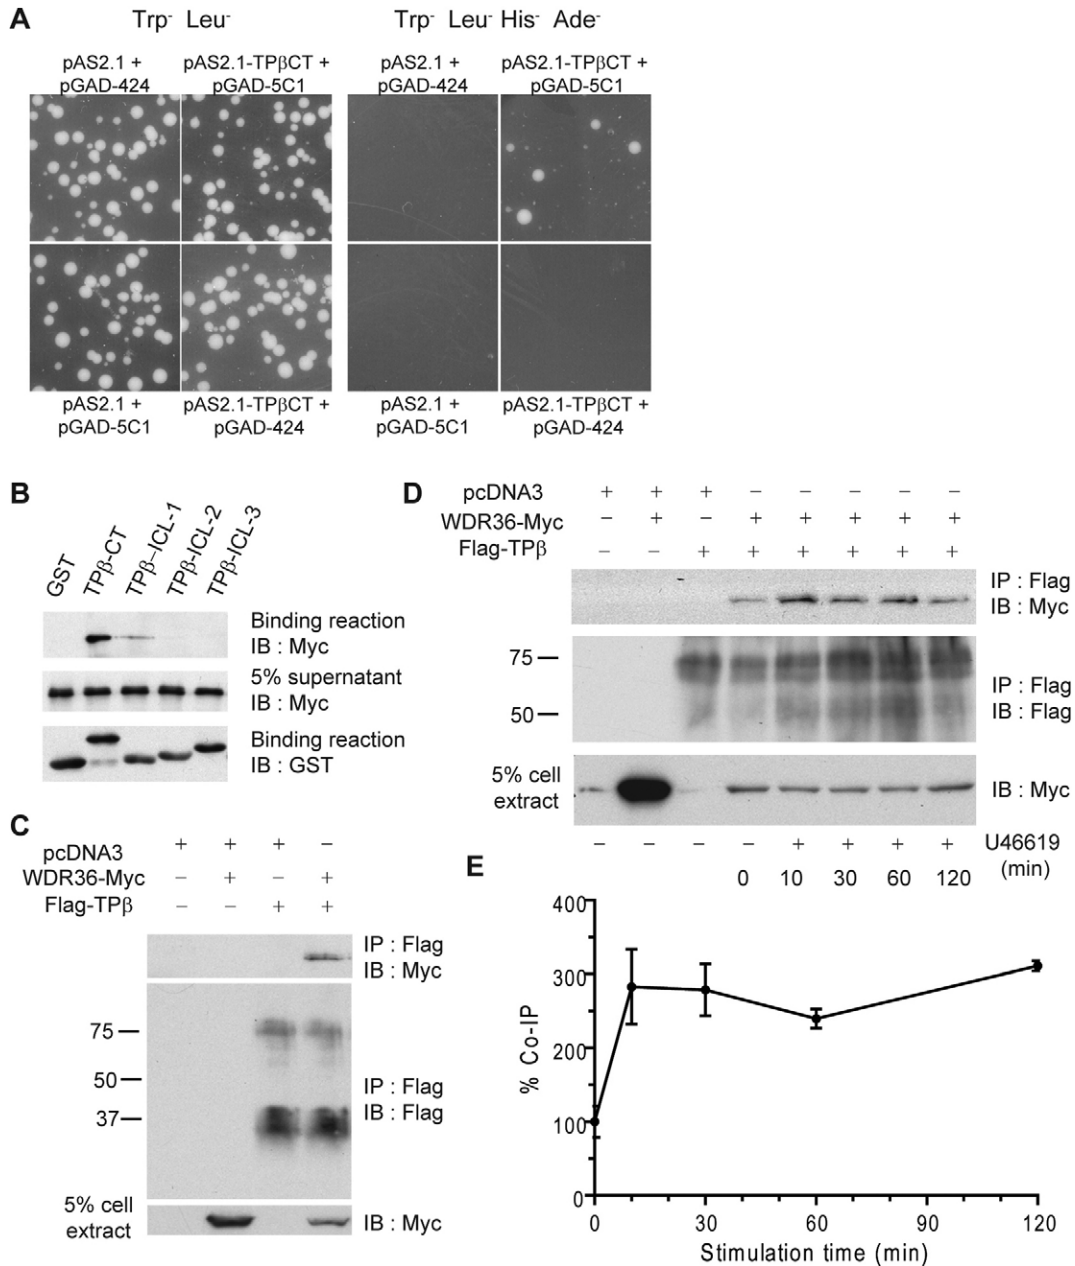 A
Trp- Leu-
Trp- Leu- His- Ade-
pAS2.1 +
pGAD-424
pAS2.1-TPβCT +
pGAD-5C1
pAS2.1 +
pGAD-424
pAS2.1-TPβCT +
pGAD-5C1
pAS2.1 +
pGAD-5C1
pAS2.1-TPβCT +
pGAD-424
pAS2.1 +
pGAD-5C1
pAS2.1-TPβCT +
pGAD-424
B
GST
TPβ-CT
TPβ-ICL-1
TPβ-ICL-2
TPβ-ICL-3
Binding reaction
IB : Myc
5% supernatant
IB : Myc
Binding reaction
IB : GST
C
pcDNA3 + + + −
WDR36-Myc − + − +
Flag-TPβ − − + +
IP : Flag
IB : Myc
75
50
37
IP : Flag
IB : Flag
5% cell
extract
IB : Myc
D
pcDNA3 + + + − − − − −
WDR36-Myc − + − + + + + +
Flag-TPβ − − + + + + + +
IP : Flag
IB : Myc
75
50
IP : Flag
IB : Flag
5% cell
extract
IB : Myc
− − − − + + + + U46619
0 10 30 60 120 (min)
E
% Co-IP
400
300
200
100
0
0 30 60 90 120
Stimulation time (min)